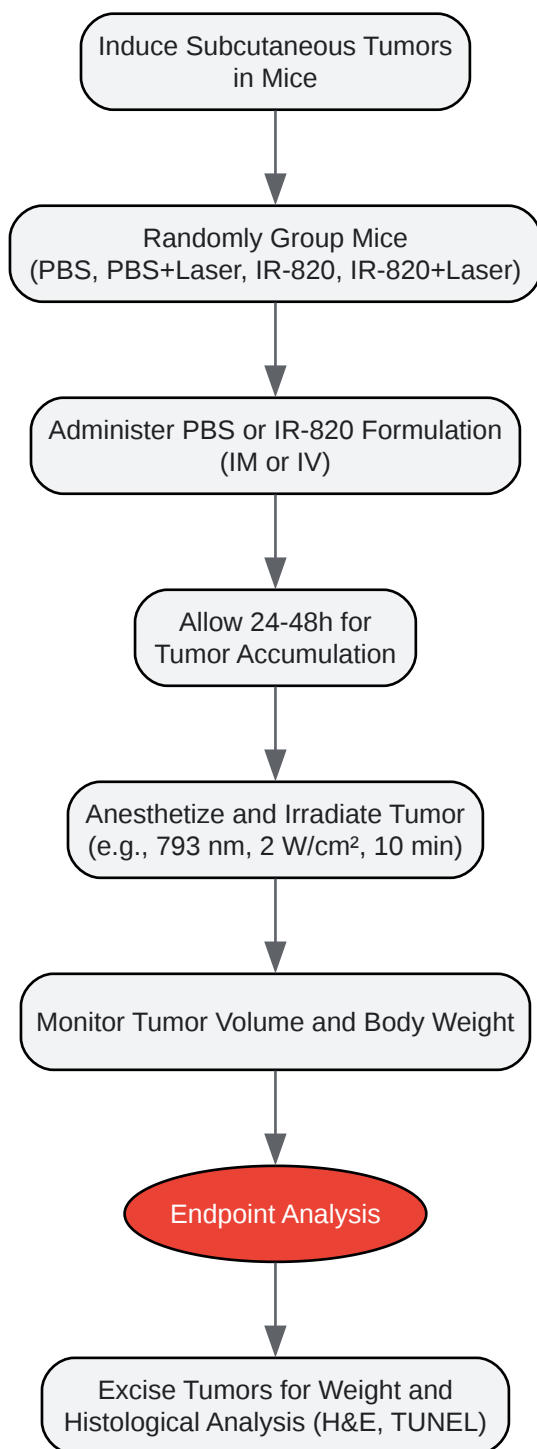 Induce Subcutaneous Tumors
in Mice
Randomly Group Mice
(PBS, PBS+Laser, IR-820, IR-820+Laser)
Administer PBS or IR-820 Formulation
(IM or IV)
Allow 24-48h for
Tumor Accumulation
Anesthetize and Irradiate Tumor
(e.g., 793 nm, 2 W/cm², 10 min)
Monitor Tumor Volume and Body Weight
Endpoint Analysis
Excise Tumors for Weight and
Histological Analysis (H&E, TUNEL)